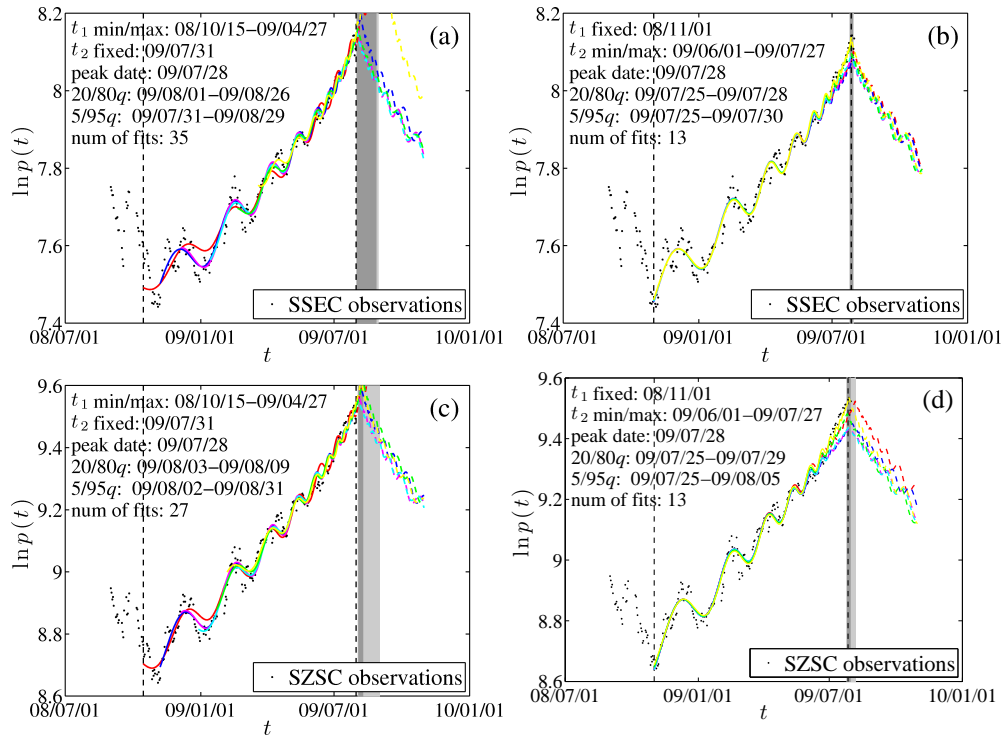 (a)
t₁ min/max: 08/10/15−09/04/27
t₂ fixed: 09/07/31
peak date: 09/07/28
20/80q: 09/08/01−09/08/26
5/95q: 09/07/31−09/08/29
num of fits: 35
8.2
8
7.8
7.6
7.4
ln p(t)
SSEC observations
08/07/01
09/01/01
09/07/01
10/01/01
t
(b)
t₁ fixed: 08/11/01
t₂ min/max: 09/06/01−09/07/27
peak date: 09/07/28
20/80q: 09/07/25−09/07/28
5/95q: 09/07/25−09/07/30
num of fits: 13
8.2
8
7.8
7.6
7.4
ln p(t)
SSEC observations
08/07/01
09/01/01
09/07/01
10/01/01
t
(c)
t₁ min/max: 08/10/15−09/04/27
t₂ fixed: 09/07/31
peak date: 09/07/28
20/80q: 09/08/03−09/08/09
5/95q: 09/08/02−09/08/31
num of fits: 27
9.6
9.4
9.2
9
8.8
8.6
ln p(t)
SZSC observations
08/07/01
09/01/01
09/07/01
10/01/01
t
(d)
t₁ fixed: 08/11/01
t₂ min/max: 09/06/01−09/07/27
peak date: 09/07/28
20/80q: 09/07/25−09/07/29
5/95q: 09/07/25−09/08/05
num of fits: 13
9.6
9.4
9.2
9
8.8
8.6
ln p(t)
SZSC observations
08/07/01
09/01/01
09/07/01
10/01/01
t